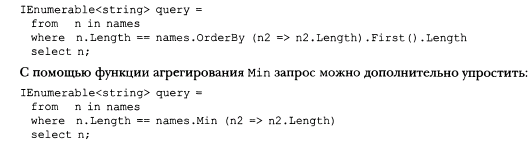 IEnumerable<string> query =
from n in names
where n.Length == names.OrderBy (n2 => n2.Length).First().Length
select n;
С помощью функции агрегирования Min запрос можно дополнительно упростить:
IEnumerable<string> query =
from n in names
where n.Length == names.Min (n2 => n2.Length)
select n;